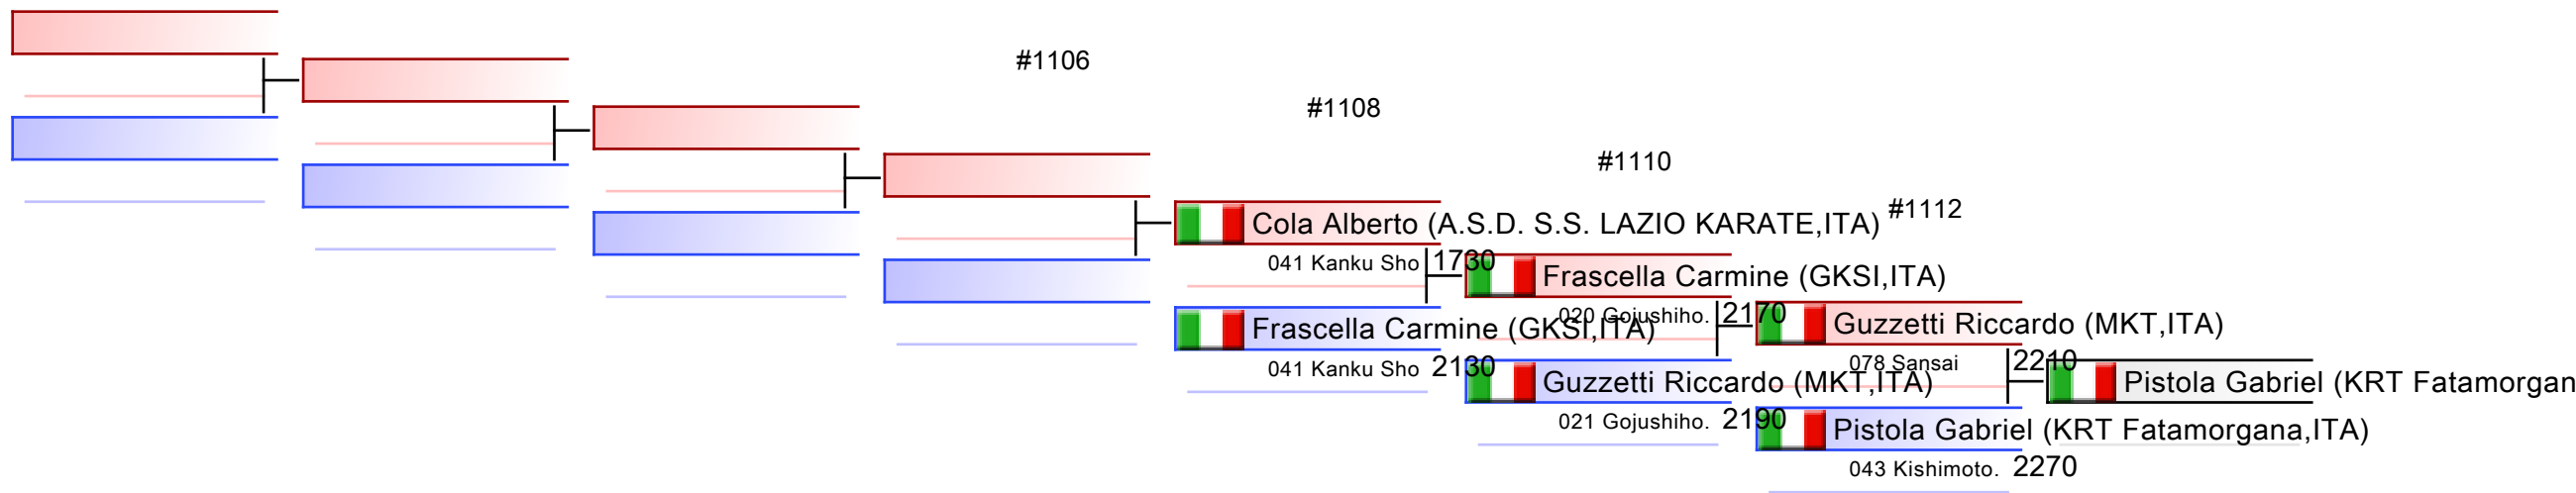 #1106
#1108
#1110
#1112
Cola Alberto (A.S.D. S.S. LAZIO KARATE,ITA)
041 Kanku Sho 1730
Frascella Carmine (GKSI,ITA)
041 Kanku Sho 2130
Frascella Carmine (GKSI,ITA)
020 Gojushiho. 2170
Guzzetti Riccardo (MKT,ITA)
021 Gojushiho. 2190
Guzzetti Riccardo (MKT,ITA)
078 Sansai 2210
Pistola Gabriel (KRT Fatamorgana,ITA)
043 Kishimoto. 2270
Pistola Gabriel (KRT Fatamorgan